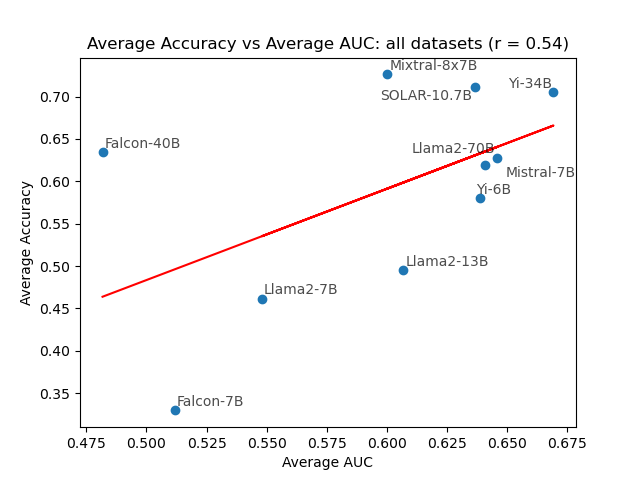 Average Accuracy vs Average AUC: all datasets (r = 0.54)
Mixtral-8x7B
Yi-34B
SOLAR-10.7B
Falcon-40B
Llama2-70B
Mistral-7B
Yi-6B
Llama2-13B
Llama2-7B
Falcon-7B
Average Accuracy
0.70
0.65
0.60
0.55
0.50
0.45
0.40
0.35
0.475 0.500 0.525 0.550 0.575 0.600 0.625 0.650 0.675
Average AUC